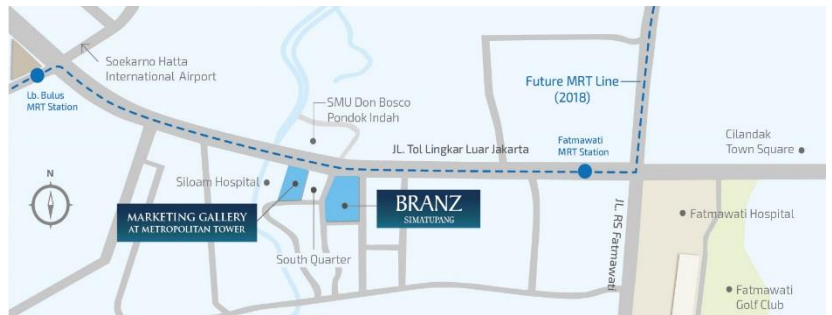 Soekarno Hatta
International Airport
Lb. Bulus
MRT Station
SMU Don Bosco
Pondok Indah
Future MRT Line
(2018)
JL. Tol Lingkar Luar Jakarta
Fatmawati
MRT Station
Cilandak
Town Square
N
Siloam Hospital
MARKETING GALLERY
AT METROPOLITAN TOWER
BRANZ
SIMATUPANG
South Quarter
JL. RS Fatmawati
Fatmawati Hospital
Fatmawati
Golf Club